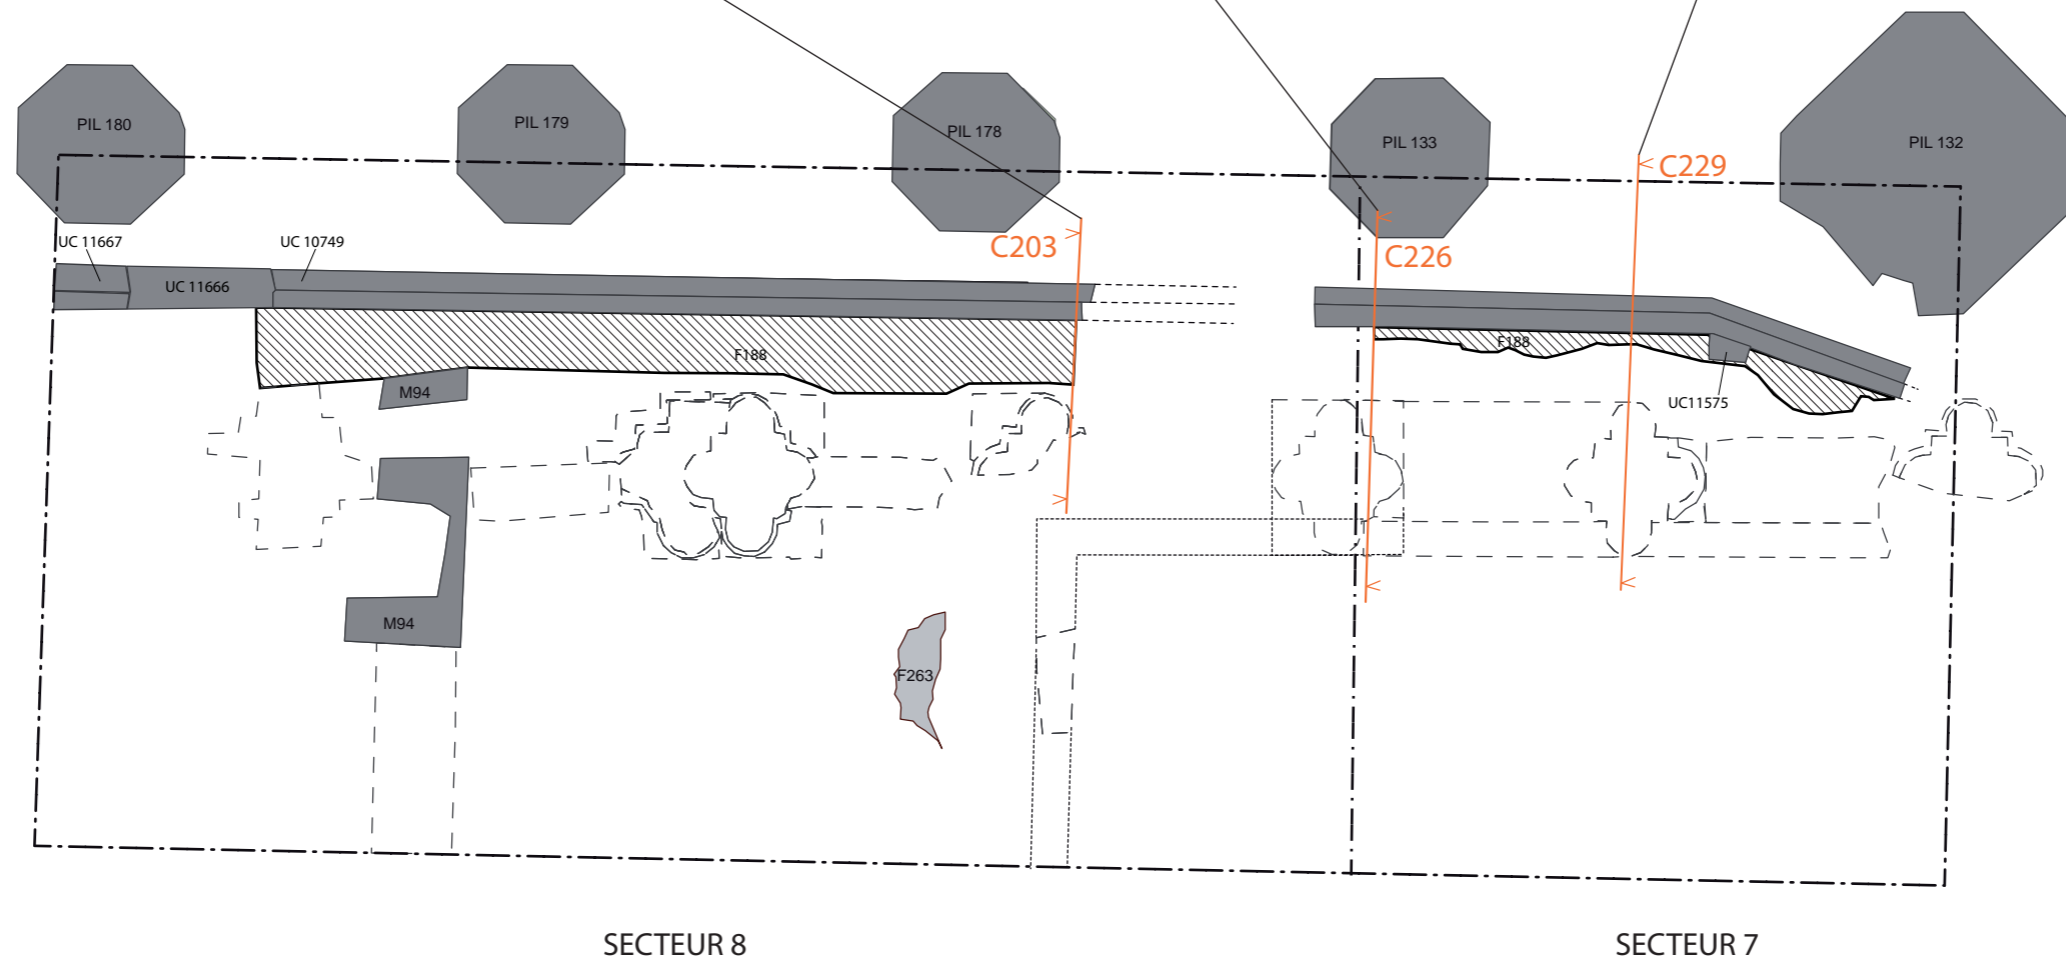 PIL 180
PIL 179
PIL 178
PIL 133
PIL 132
C229
UC 11667
UC 10749
C203
C226
UC 11666
F188
F188
M94
UC11575
M94
F263
SECTEUR 8
SECTEUR 7